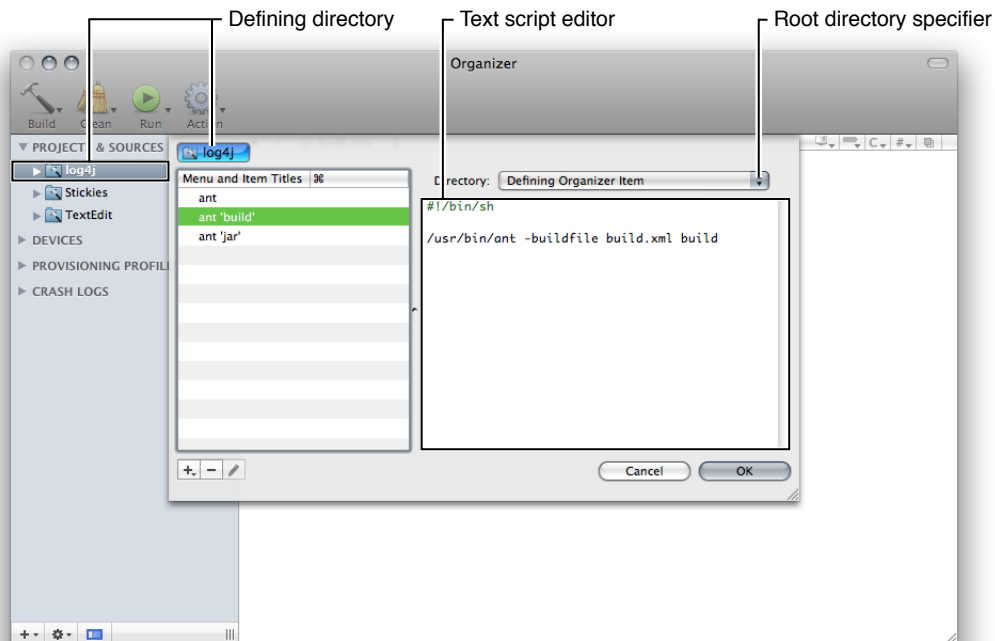 Defining directory
Text script editor
Root directory specifier
Organizer
Build
Clean
Run
Action
PROJECT & SOURCES
log4j
Stickies
TextEdit
DEVICES
PROVISIONING PROFIL
CRASH LOGS
log4j
Menu and Item Titles ⌘
ant
ant 'build'
ant 'jar'
Directory: Defining Organizer Item
#!/bin/sh
/usr/bin/ant -buildfile build.xml build
Cancel
OK
C
#